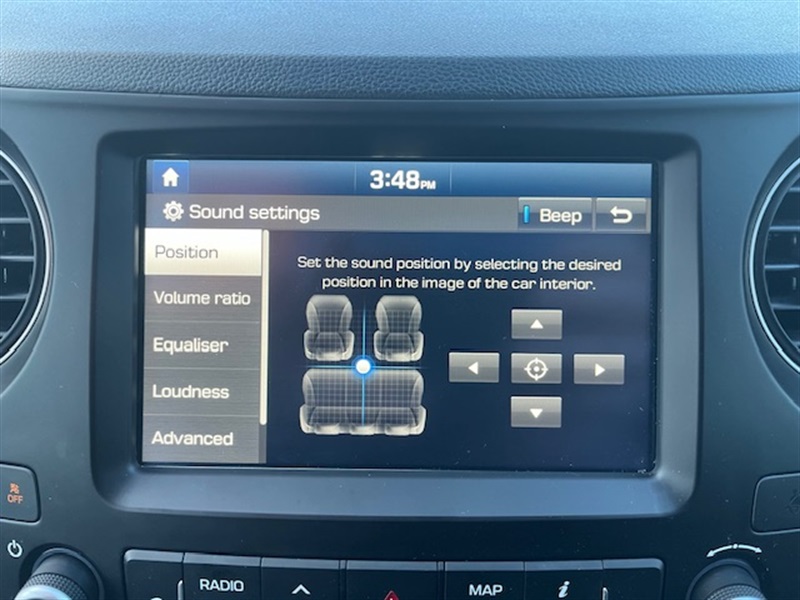 3:48PM
Sound settings
Beep
Position
Volume ratio
Equaliser
Loudness
Advanced
Set the sound position by selecting the desired
position in the image of the car interior.
OFF
RADIO
MAP
i